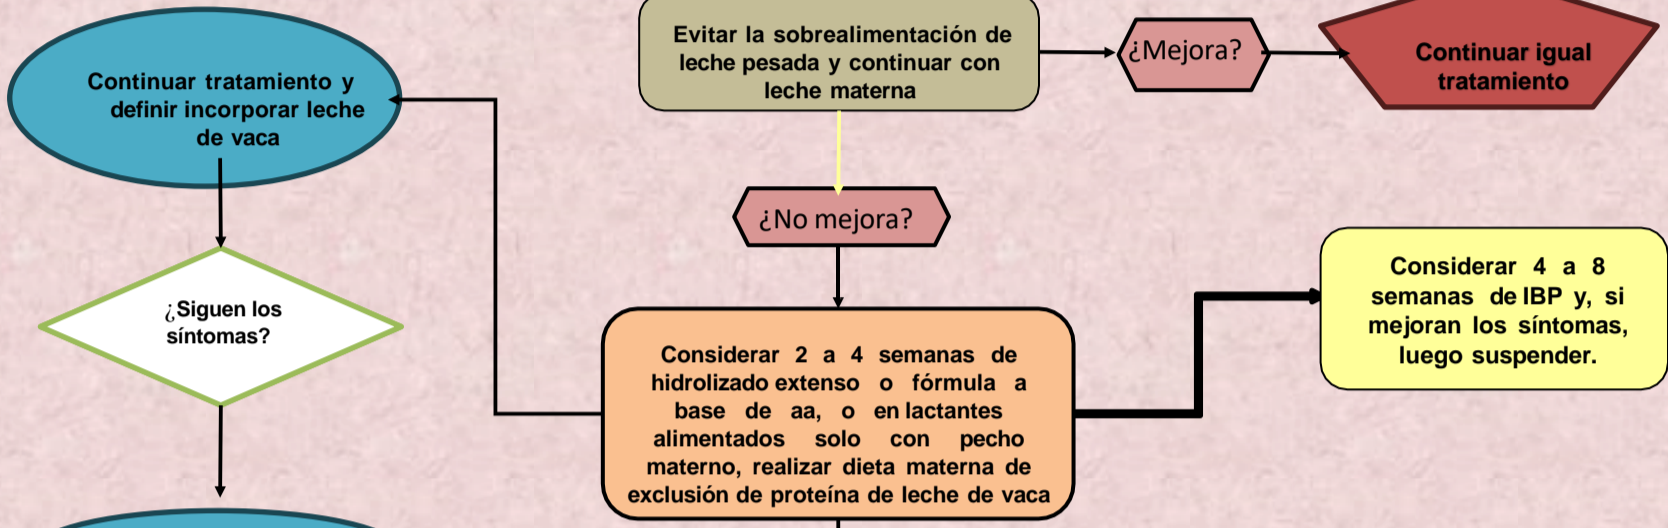 Continuar tratamiento y
definir incorporar leche
de vaca
Evitar la sobrealimentación de
leche pesada y continuar con
leche materna
¿Mejora?
Continuar igual
tratamiento
¿No mejora?
¿Siguen los
síntomas?
Considerar 2 a 4 semanas de
hidrolizado extenso o fórmula a
base de aa, o en lactantes
alimentados solo con pecho
materno, realizar dieta materna de
exclusión de proteína de leche de vaca
Considerar 4 a 8
semanas de IBP y, si
mejoran los síntomas,
luego suspender.